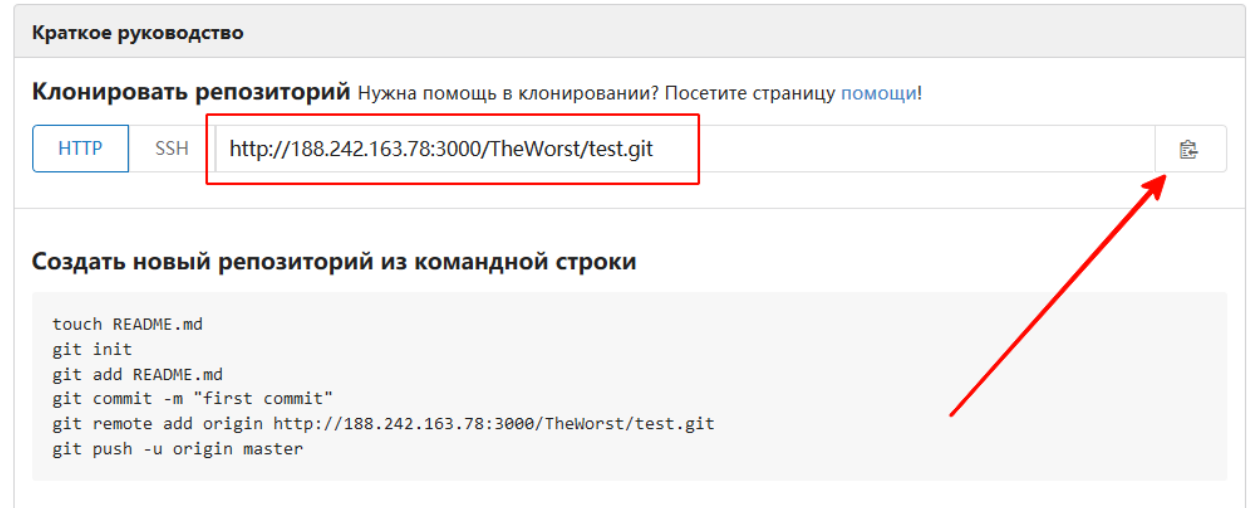 Краткое руководство
Клонировать репозиторий Нужна помощь в клонировании? Посетите страницу помощи!
HTTP SSH http://188.242.163.78:3000/TheWorst/test.git
Создать новый репозиторий из командной строки
touch README.md
git init
git add README.md
git commit -m "first commit"
git remote add origin http://188.242.163.78:3000/TheWorst/test.git
git push -u origin master